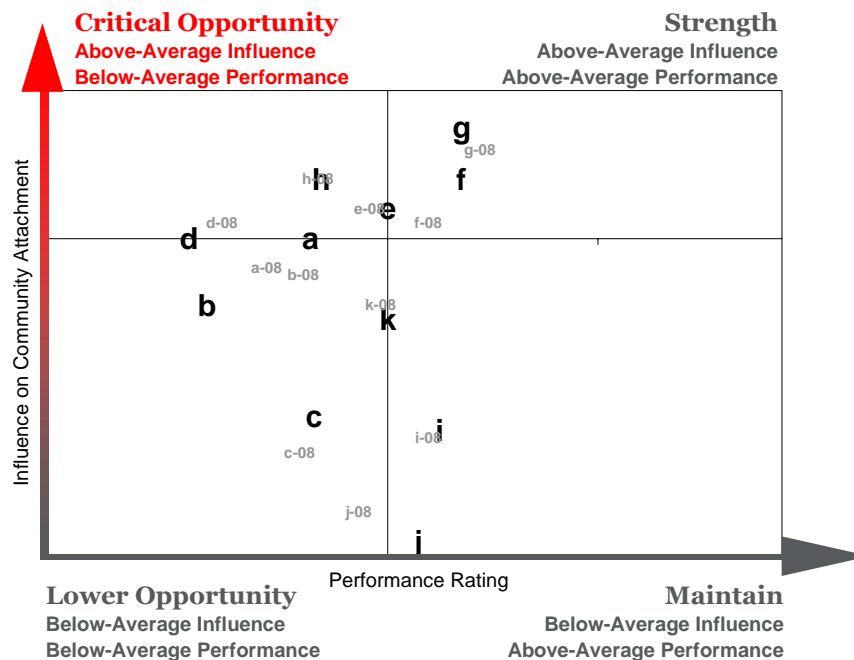 Critical Opportunity
Above-Average Influence
Below-Average Performance
Strength
Above-Average Influence
Above-Average Performance
g
g-08
h-08
h
f
e-08
e
d-08
f-08
d
a
a-08
b-08
b
k-08
k
c
i
i-08
c-08
j-08
j
Influence on Community Attachment
Performance Rating
Lower Opportunity
Below-Average Influence
Below-Average Performance
Maintain
Below-Average Influence
Above-Average Performance